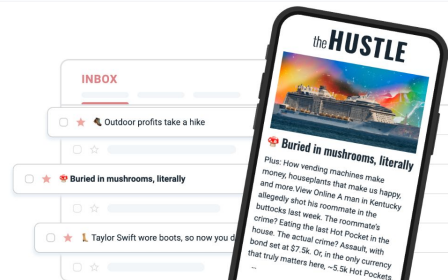 INBOX
Outdoor profits take a hike
Buried in mushrooms, literally
Taylor Swift wore boots, so now you d
the HUSTLE
Buried in mushrooms, literally
Plus: How vending machines make
money, houseplants that make us happy,
and more.View Online A man in Kentucky
allegedly shot his roommate in the
buttocks last week. The roommate's
crime? Eating the last Hot Pocket in the
house. The actual crime? Assault, with
bond set at $7.5k. Or, in the only currency
that truly matters here, ~5.5k Hot Pockets
...